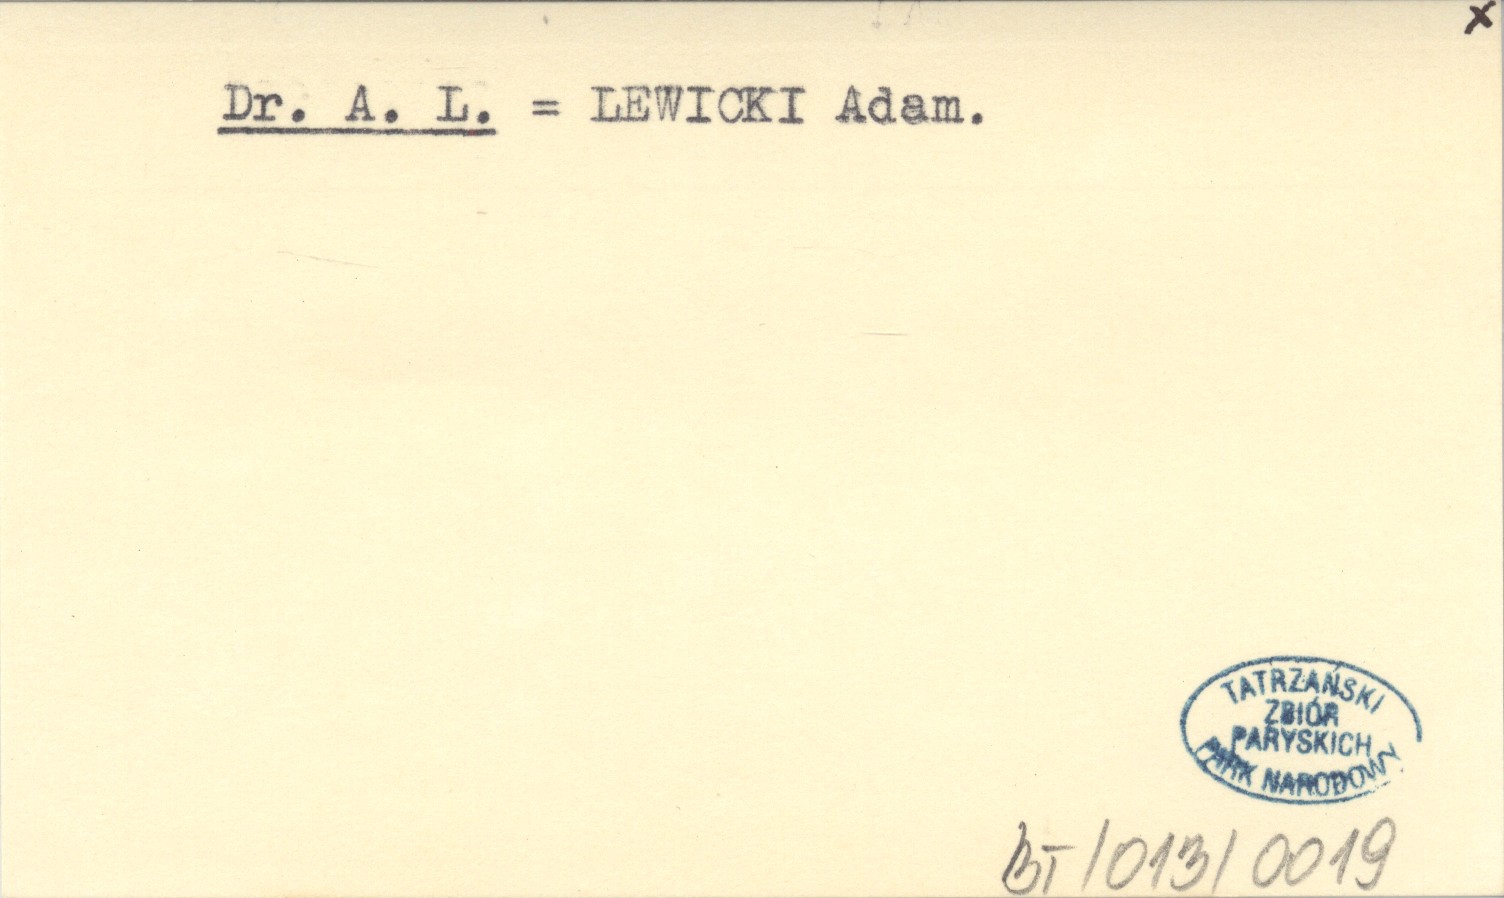 x
Dr. A. L. = LEWICKI Adam.
TATRZAŃSKI
ZBIÓR
PARYSKICH
PARK NARODOWY
BT/013/0019